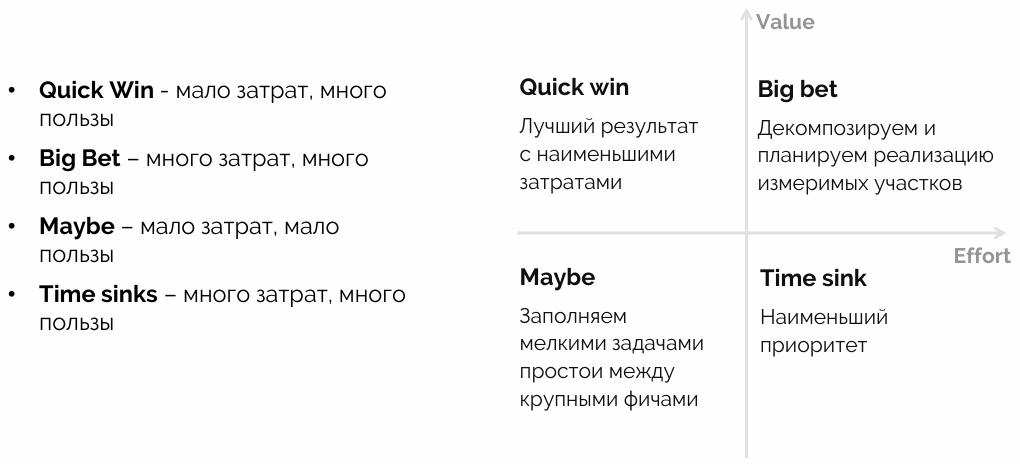 • Quick Win - мало затрат, много
пользы
• Big Bet – много затрат, много
пользы
• Maybe – мало затрат, мало
пользы
• Time sinks – много затрат, много
пользы
Value
Quick win
Лучший результат
с наименьшими
затратами
Big bet
Декомпозируем и
планируем реализацию
измеримых участков
Effort
Maybe
Заполняем
мелкими задачами
простои между
крупными фичами
Time sink
Наименьший
приоритет